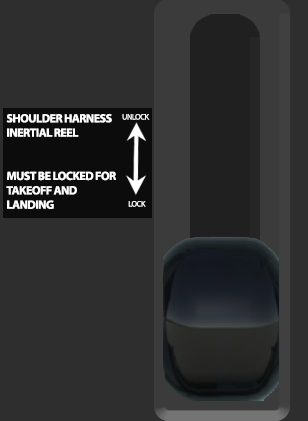 SHOULDER HARNESS
INERTIAL REEL
UNLOCK
MUST BE LOCKED FOR
TAKEOFF AND
LANDING
LOCK